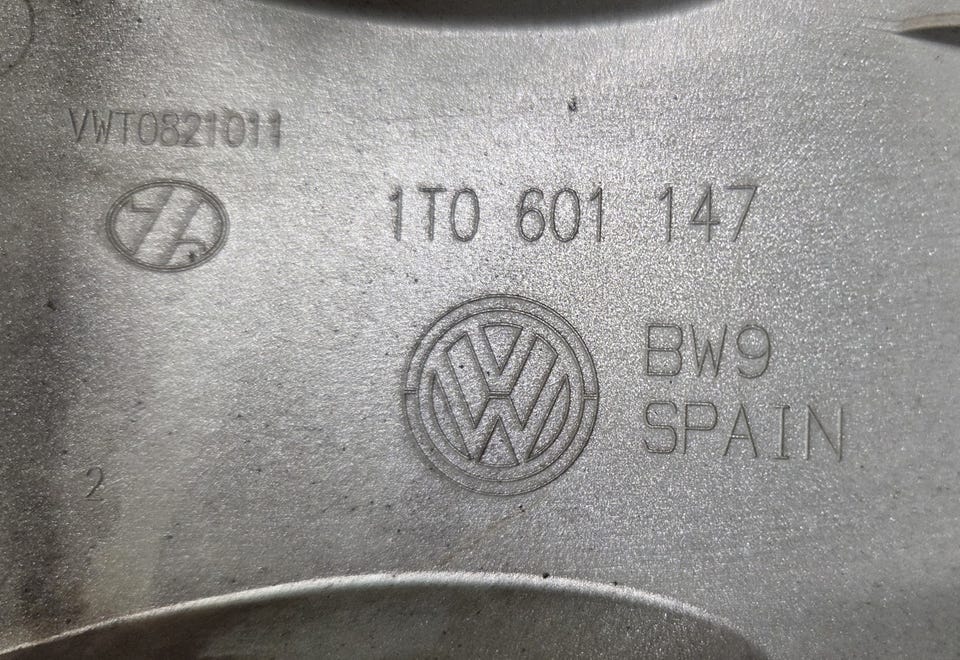 VWT0821011
1T0 601 147
BW9
SPAIN
2